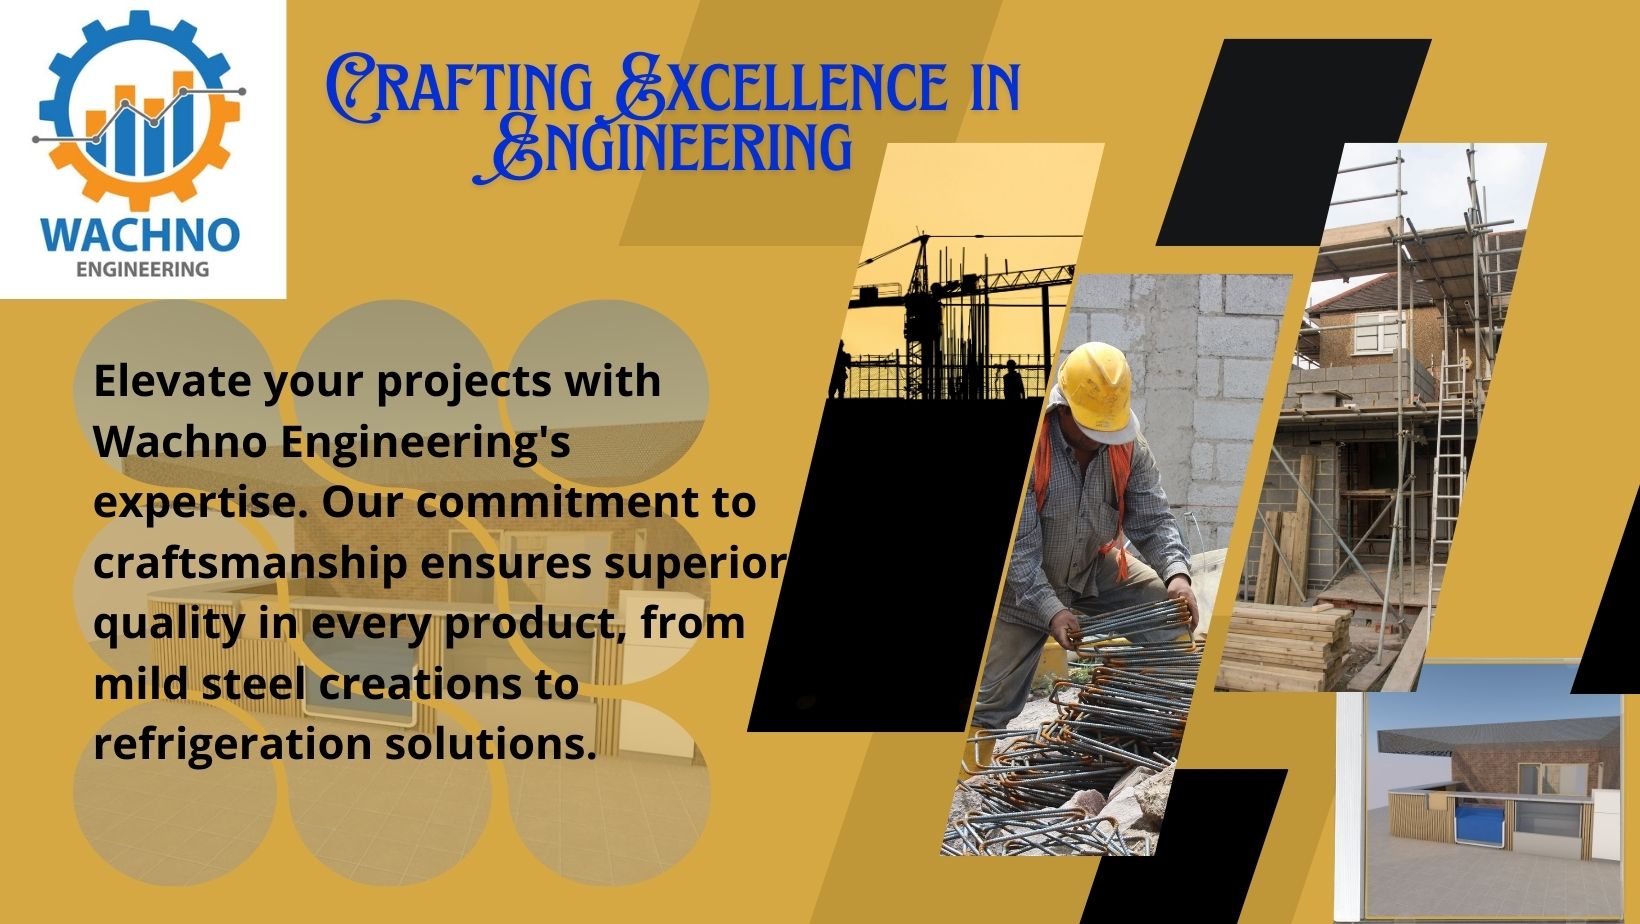 WACHNO
ENGINEERING
Crafting Excellence in
Engineering
Elevate your projects with
Wachno Engineering's
expertise. Our commitment to
craftsmanship ensures superior
quality in every product, from
mild steel creations to
refrigeration solutions.